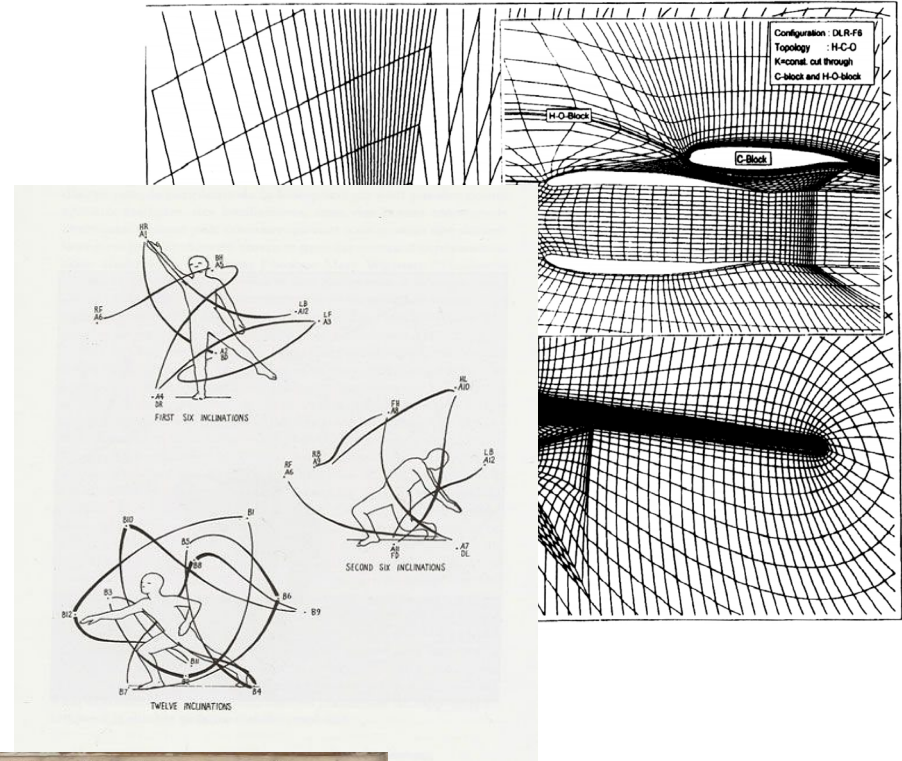 Configuration : DLR-F6
Topology : H-C-O
K=const. cut through
C-block and H-O-block
H-O-Block
C-Block
HR
A1
BH
A5
RF
A6
LB
A12
LF
A3
A2
BD
A4
DR
FIRST SIX INCLINATIONS
HL
A10
FH
A8
RB
A9
RF
A6
LB
A12
A11
FD
A7
DL
SECOND SIX INCLINATIONS
B10
B1
B5
B8
B3
B6
B12
B9
B11
B7
B4
TWELVE INCLINATIONS